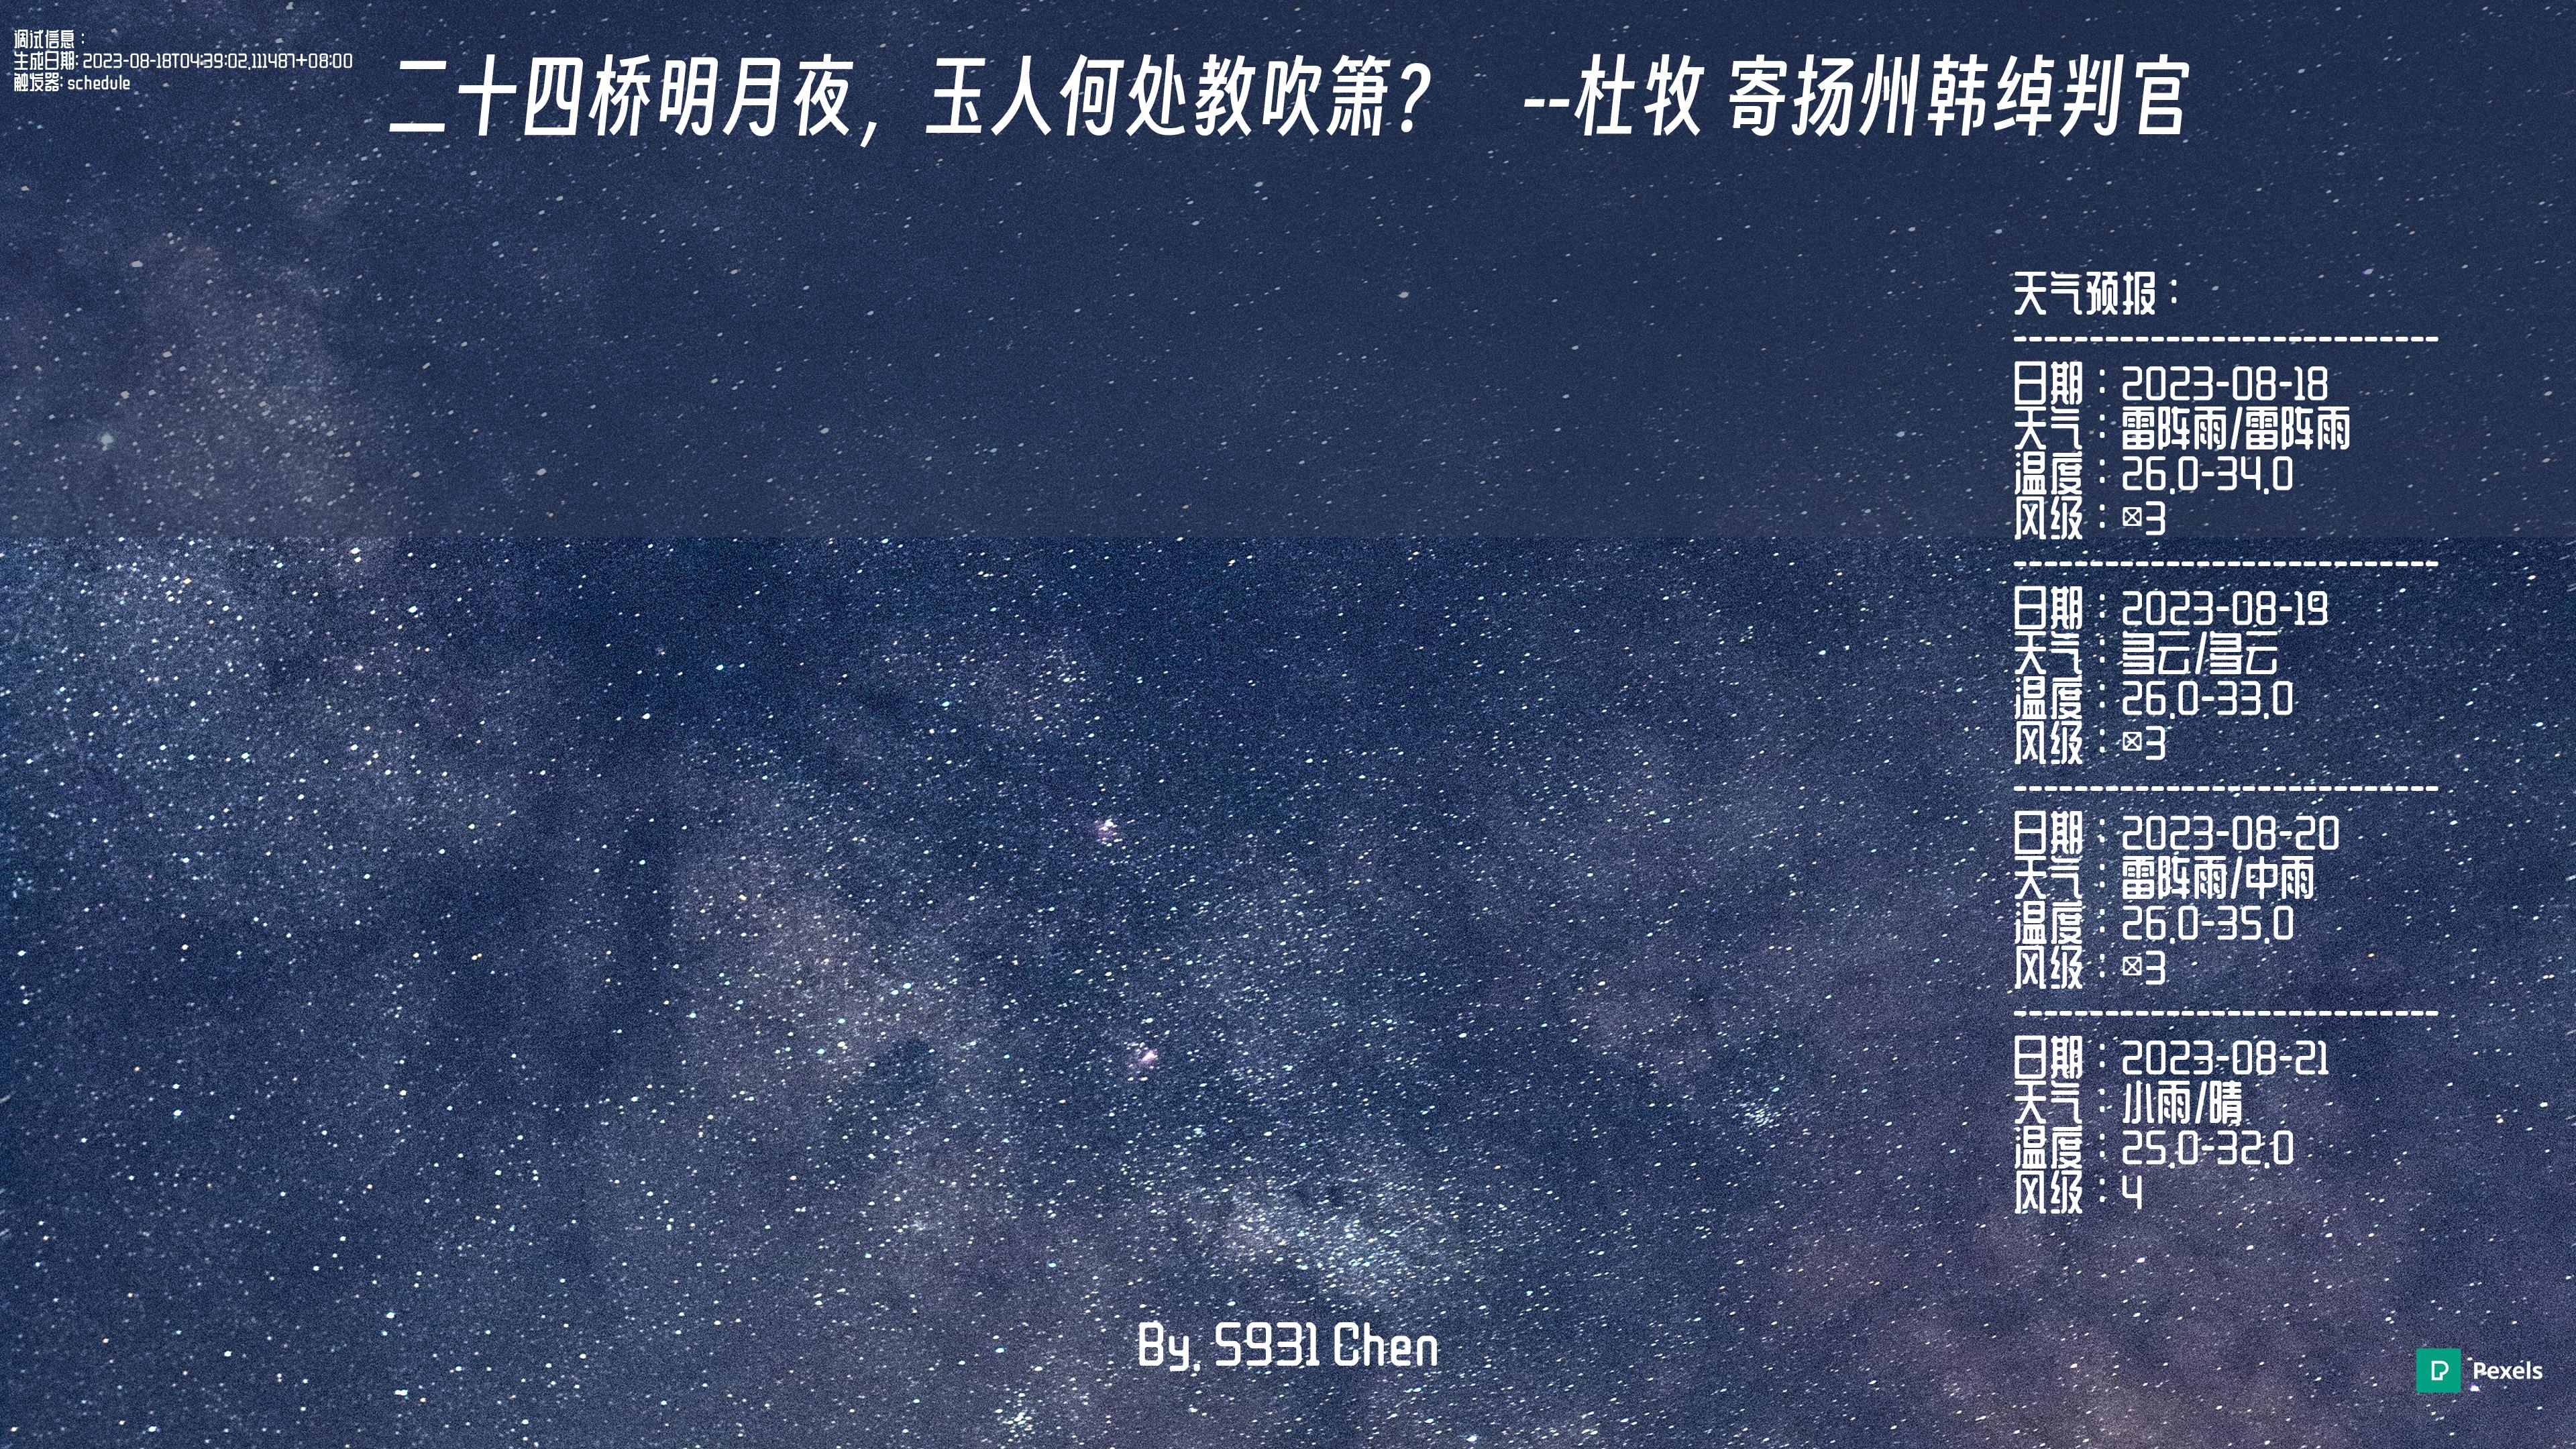 调试信息：
生成日期: 2023-08-18T04:39:02.111487+08:00
触发器: schedule
二十四桥明月夜，玉人何处教吹箫？ --杜牧 寄扬州韩绰判官
天气预报：
----------------------------
日期：2023-08-18
天气：雷阵雨/雷阵雨
温度：26.0-34.0
风级：☒3
----------------------------
日期：2023-08-19
天气：多云/多云
温度：26.0-33.0
风级：☒3
----------------------------
日期：2023-08-20
天气：雷阵雨/中雨
温度：26.0-35.0
风级：☒3
----------------------------
日期：2023-08-21
天气：小雨/晴
温度：25.0-32.0
风级：4
By. 5931 Chen
Pexels